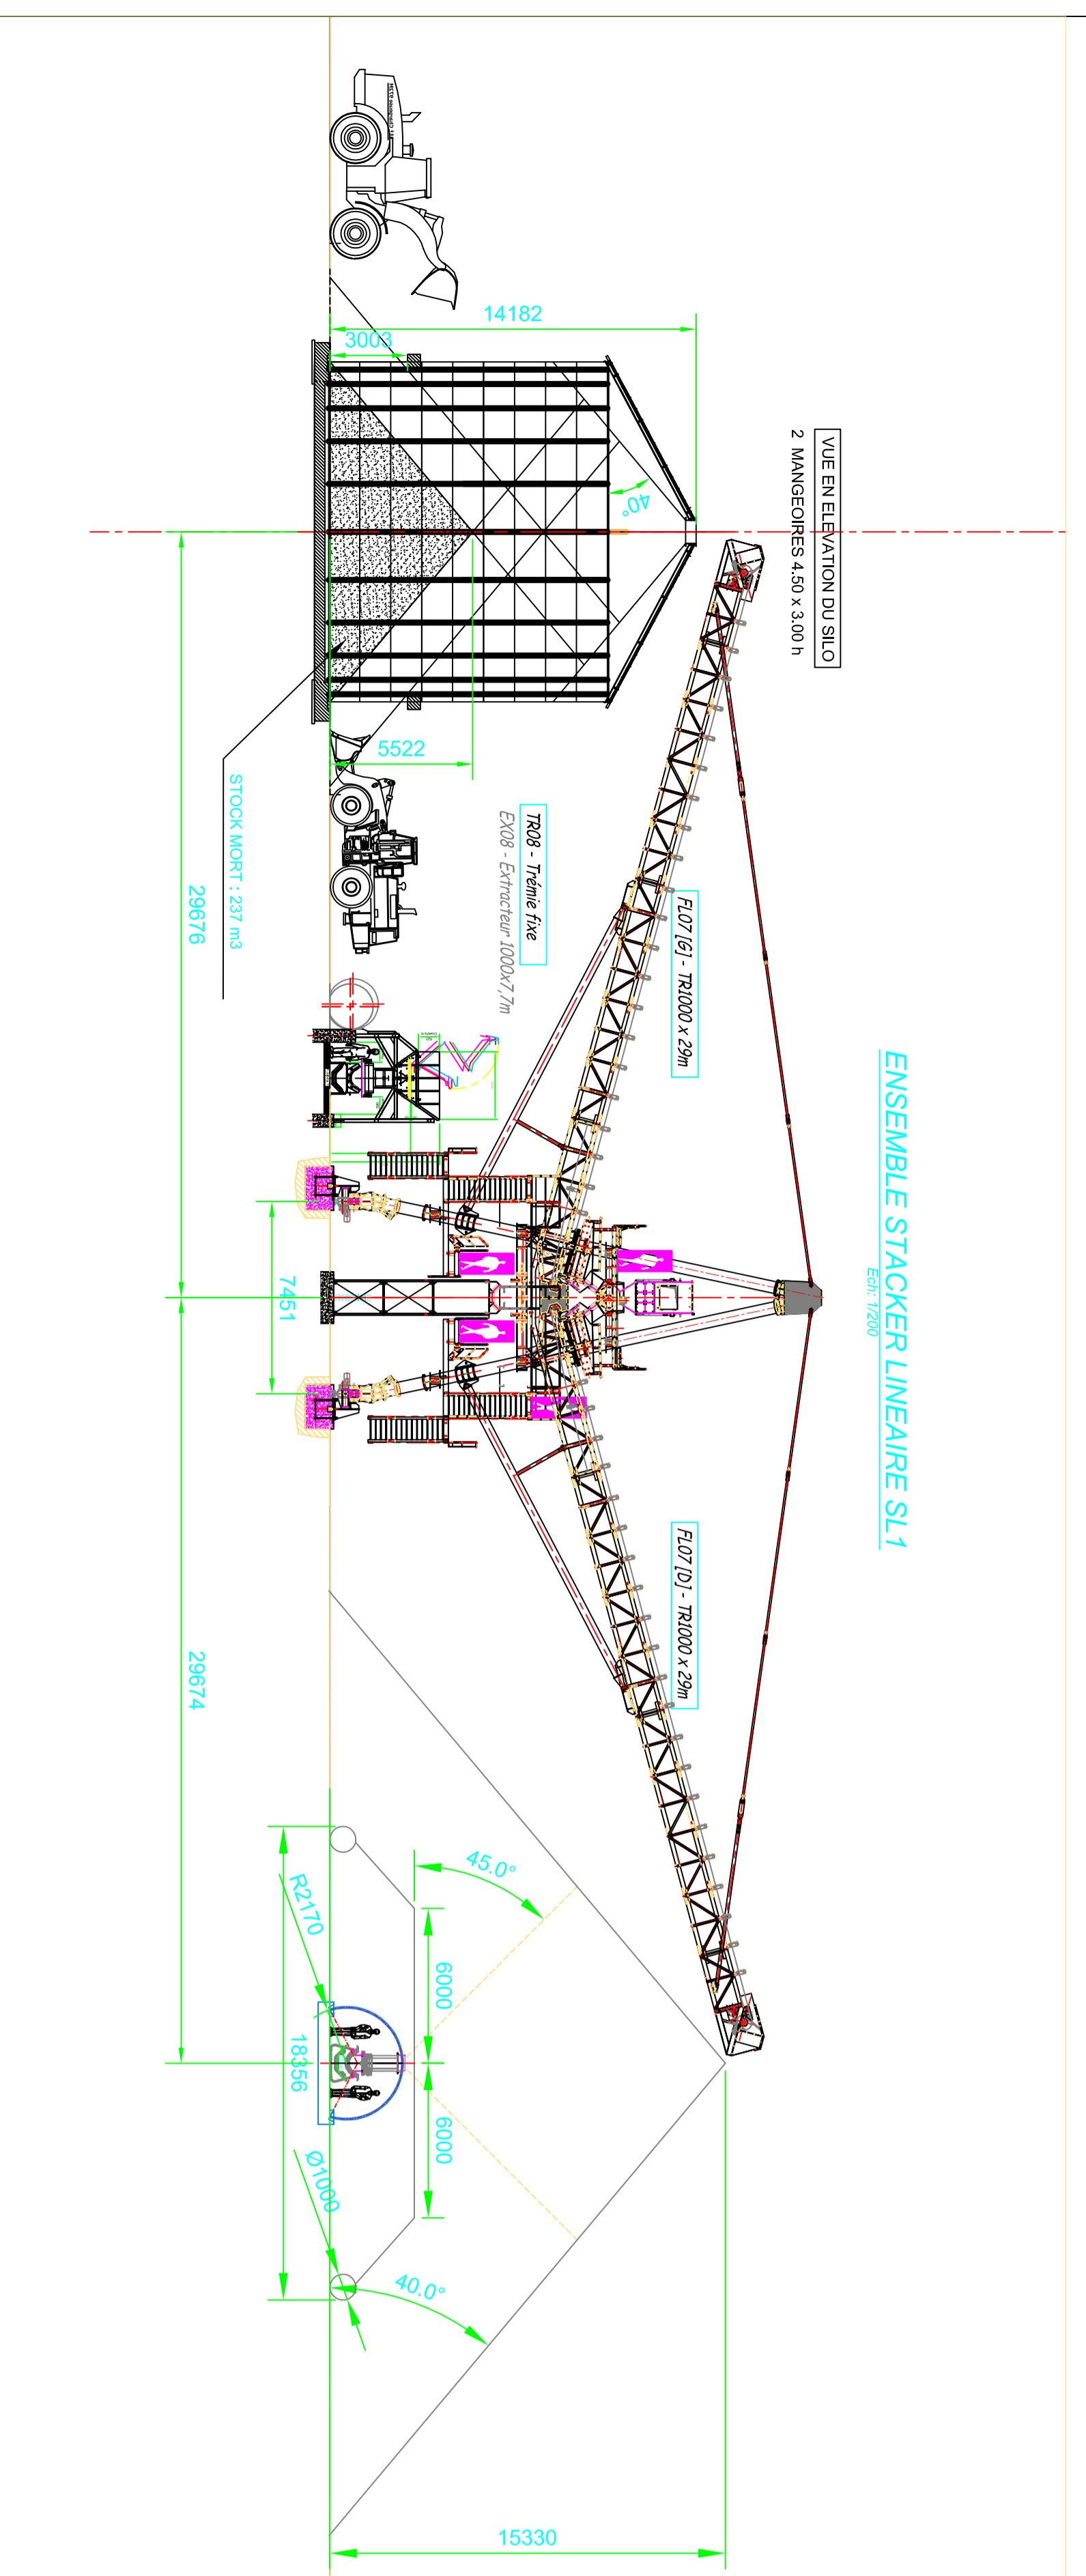 ENSEMBLE STACKER LINEAIRE SL1
Ech: 1/200
VUE EN ELEVATION DU SILO
2 MANGEOIRES 4.50 x 3.00 h
FL07 [G] - TR1000 x 29m
FL07 [D] - TR1000 x 29m
TR08 - Trémie fixe
EX08 - Extracteur 1000x7,7m
STOCK MORT : 237 m3
14182
3003
40°
5522
29676
7451
29674
45.0°
6000
6000
R2170
18356
Ø1000
40.0°
15330